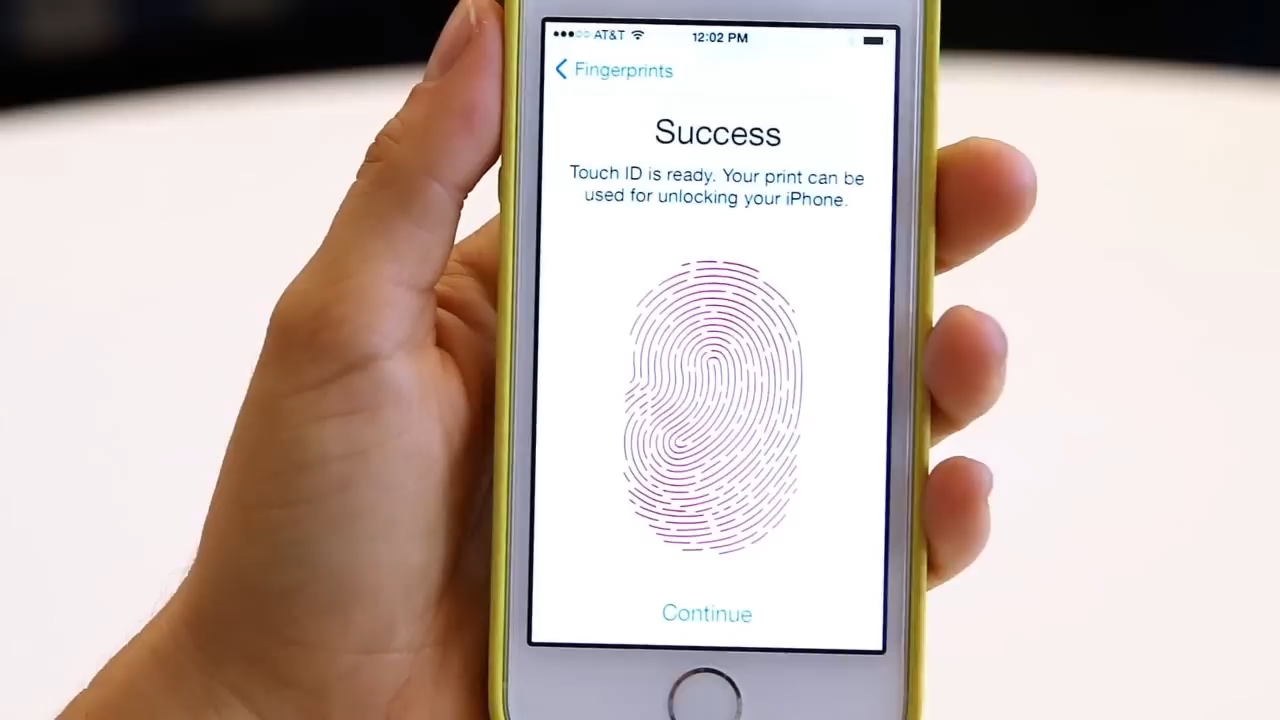 AT&T 12:02 PM
Fingerprints
Success
Touch ID is ready. Your print can be
used for unlocking your iPhone.
Continue